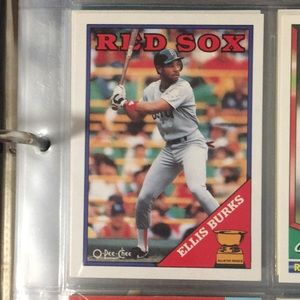 RED SOX
ELLIS BURKS
O-Pee-Chee